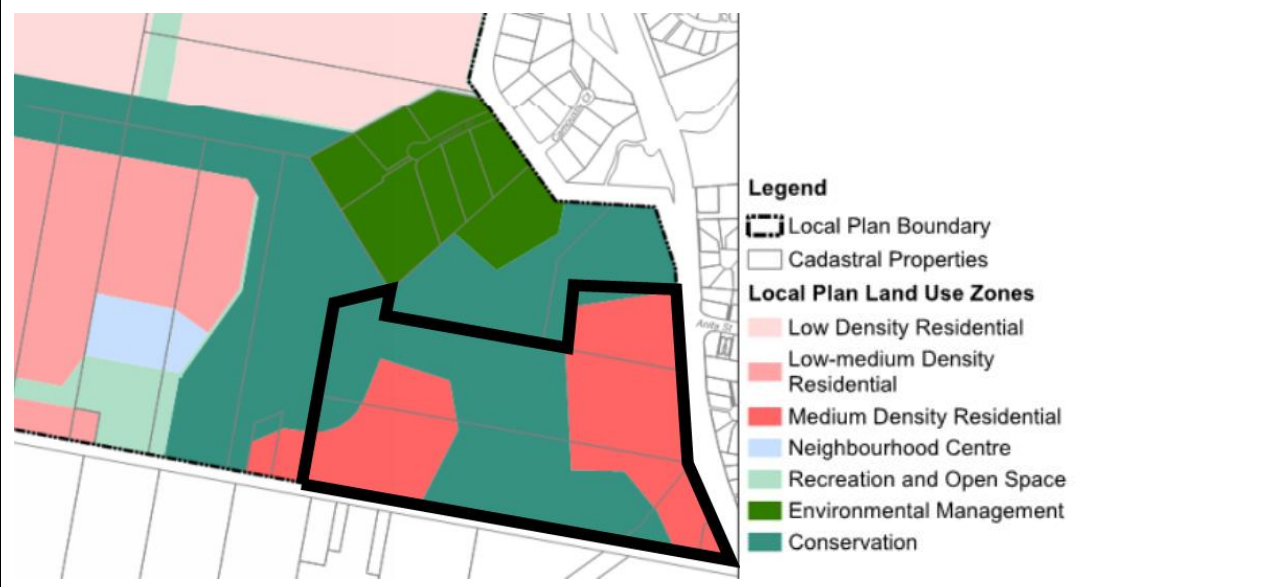 Legend
Local Plan Boundary
Cadastral Properties
Local Plan Land Use Zones
Low Density Residential
Low-medium Density
Residential
Medium Density Residential
Neighbourhood Centre
Recreation and Open Space
Environmental Management
Conservation
Anita St